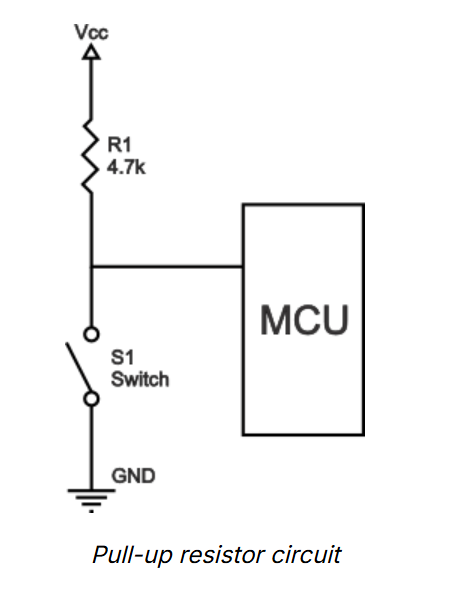 Vcc
R1
4.7k
MCU
S1
Switch
GND
Pull-up resistor circuit